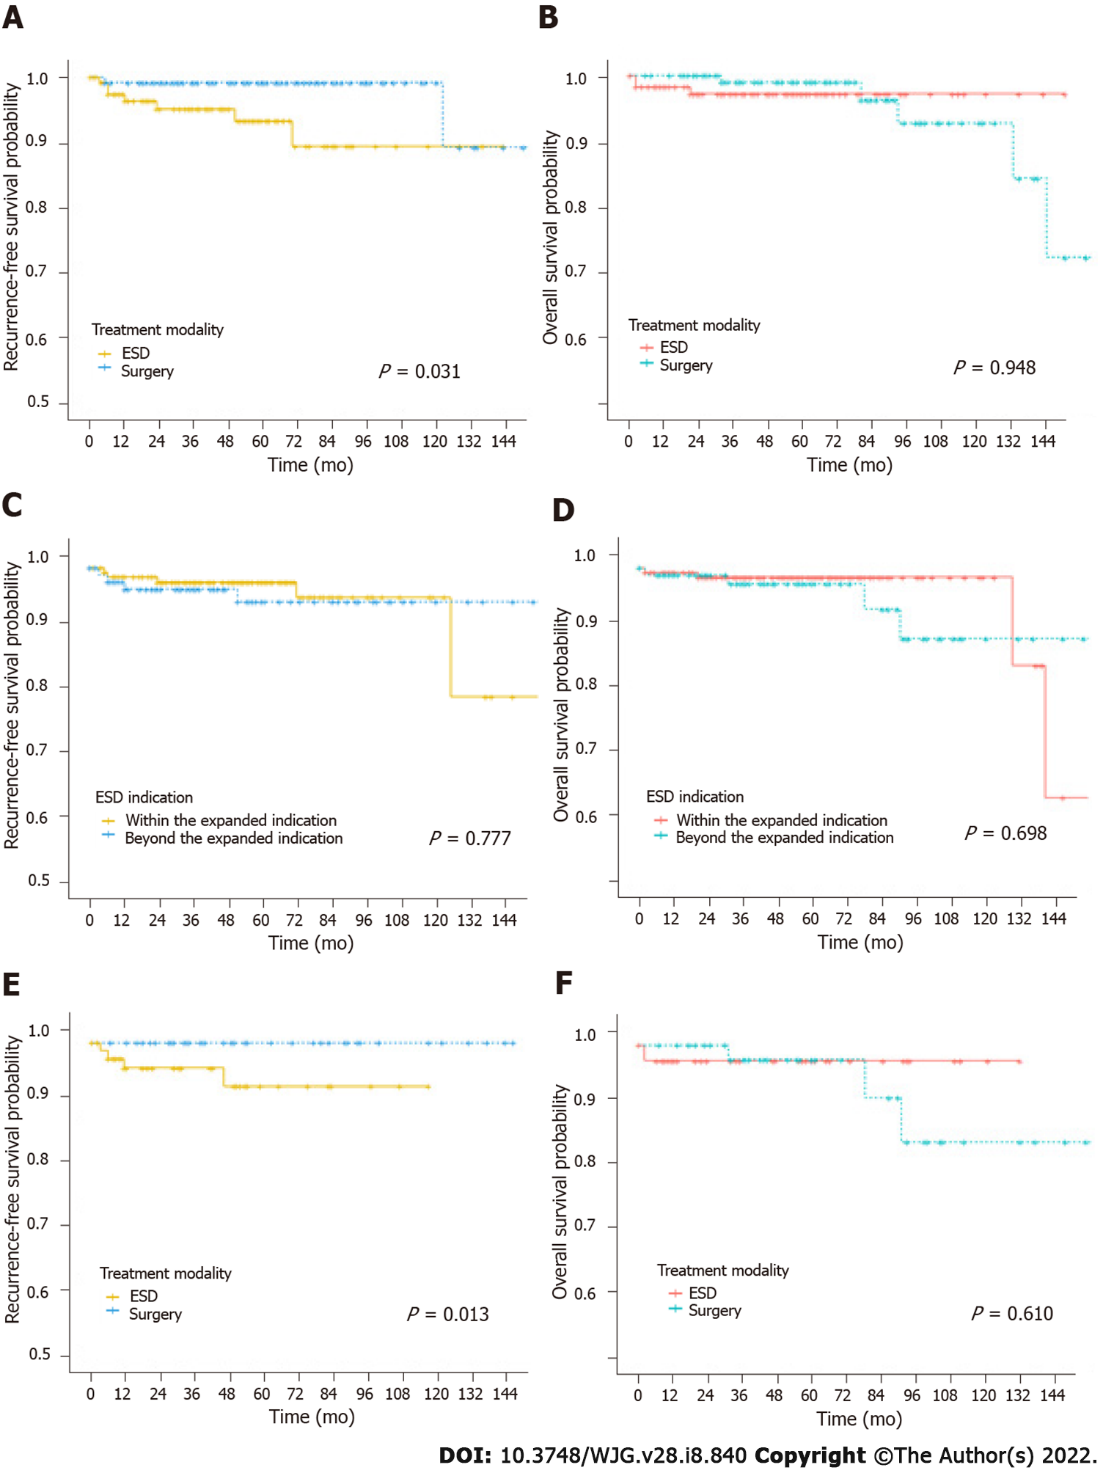 A
Recurrence-free survival probability
1.0
0.9
0.8
0.7
0.6
0.5
Treatment modality
ESD
Surgery
P = 0.031
0 12 24 36 48 60 72 84 96 108 120 132 144
Time (mo)
B
Overall survival probability
1.0
0.9
0.8
0.7
0.6
Treatment modality
ESD
Surgery
P = 0.948
0 12 24 36 48 60 72 84 96 108 120 132 144
Time (mo)
C
Recurrence-free survival probability
1.0
0.9
0.8
0.7
0.6
0.5
ESD indication
Within the expanded indication
Beyond the expanded indication
P = 0.777
0 12 24 36 48 60 72 84 96 108 120 132 144
Time (mo)
D
Overall survival probability
1.0
0.9
0.8
0.7
0.6
ESD indication
Within the expanded indication
Beyond the expanded indication
P = 0.698
0 12 24 36 48 60 72 84 96 108 120 132 144
Time (mo)
E
Recurrence-free survival probability
1.0
0.9
0.8
0.7
0.6
0.5
Treatment modality
ESD
Surgery
P = 0.013
0 12 24 36 48 60 72 84 96 108 120 132 144
Time (mo)
F
Overall survival probability
1.0
0.9
0.8
0.7
0.6
Treatment modality
ESD
Surgery
P = 0.610
0 12 24 36 48 60 72 84 96 108 120 132 144
Time (mo)
DOI: 10.3748/WJG.v28.i8.840 Copyright ©The Author(s) 2022.